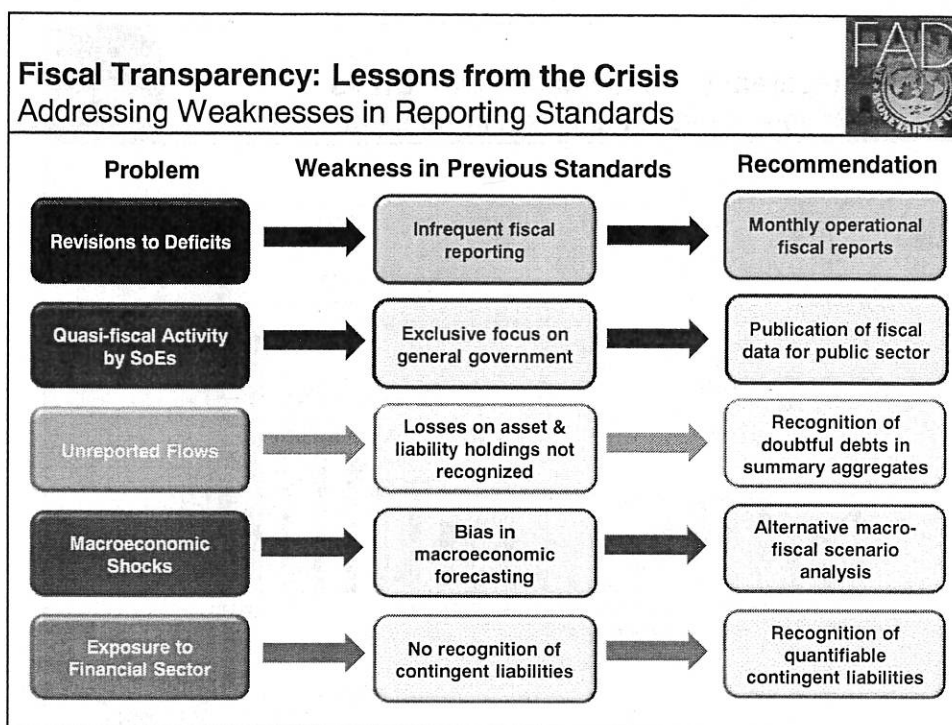 FAD
Fiscal Transparency: Lessons from the Crisis
Addressing Weaknesses in Reporting Standards
MONETARY F
Problem
Weakness in Previous Standards
Recommendation
Revisions to Deficits
Infrequent fiscal
reporting
Monthly operational
fiscal reports
Quasi-fiscal Activity
by SoEs
Exclusive focus on
general government
Publication of fiscal
data for public sector
Unreported Flows
Losses on asset &
liability holdings not
recognized
Recognition of
doubtful debts in
summary aggregates
Macroeconomic
Shocks
Bias in
macroeconomic
forecasting
Alternative macro-
fiscal scenario
analysis
Exposure to
Financial Sector
No recognition of
contingent liabilities
Recognition of
quantifiable
contingent liabilities